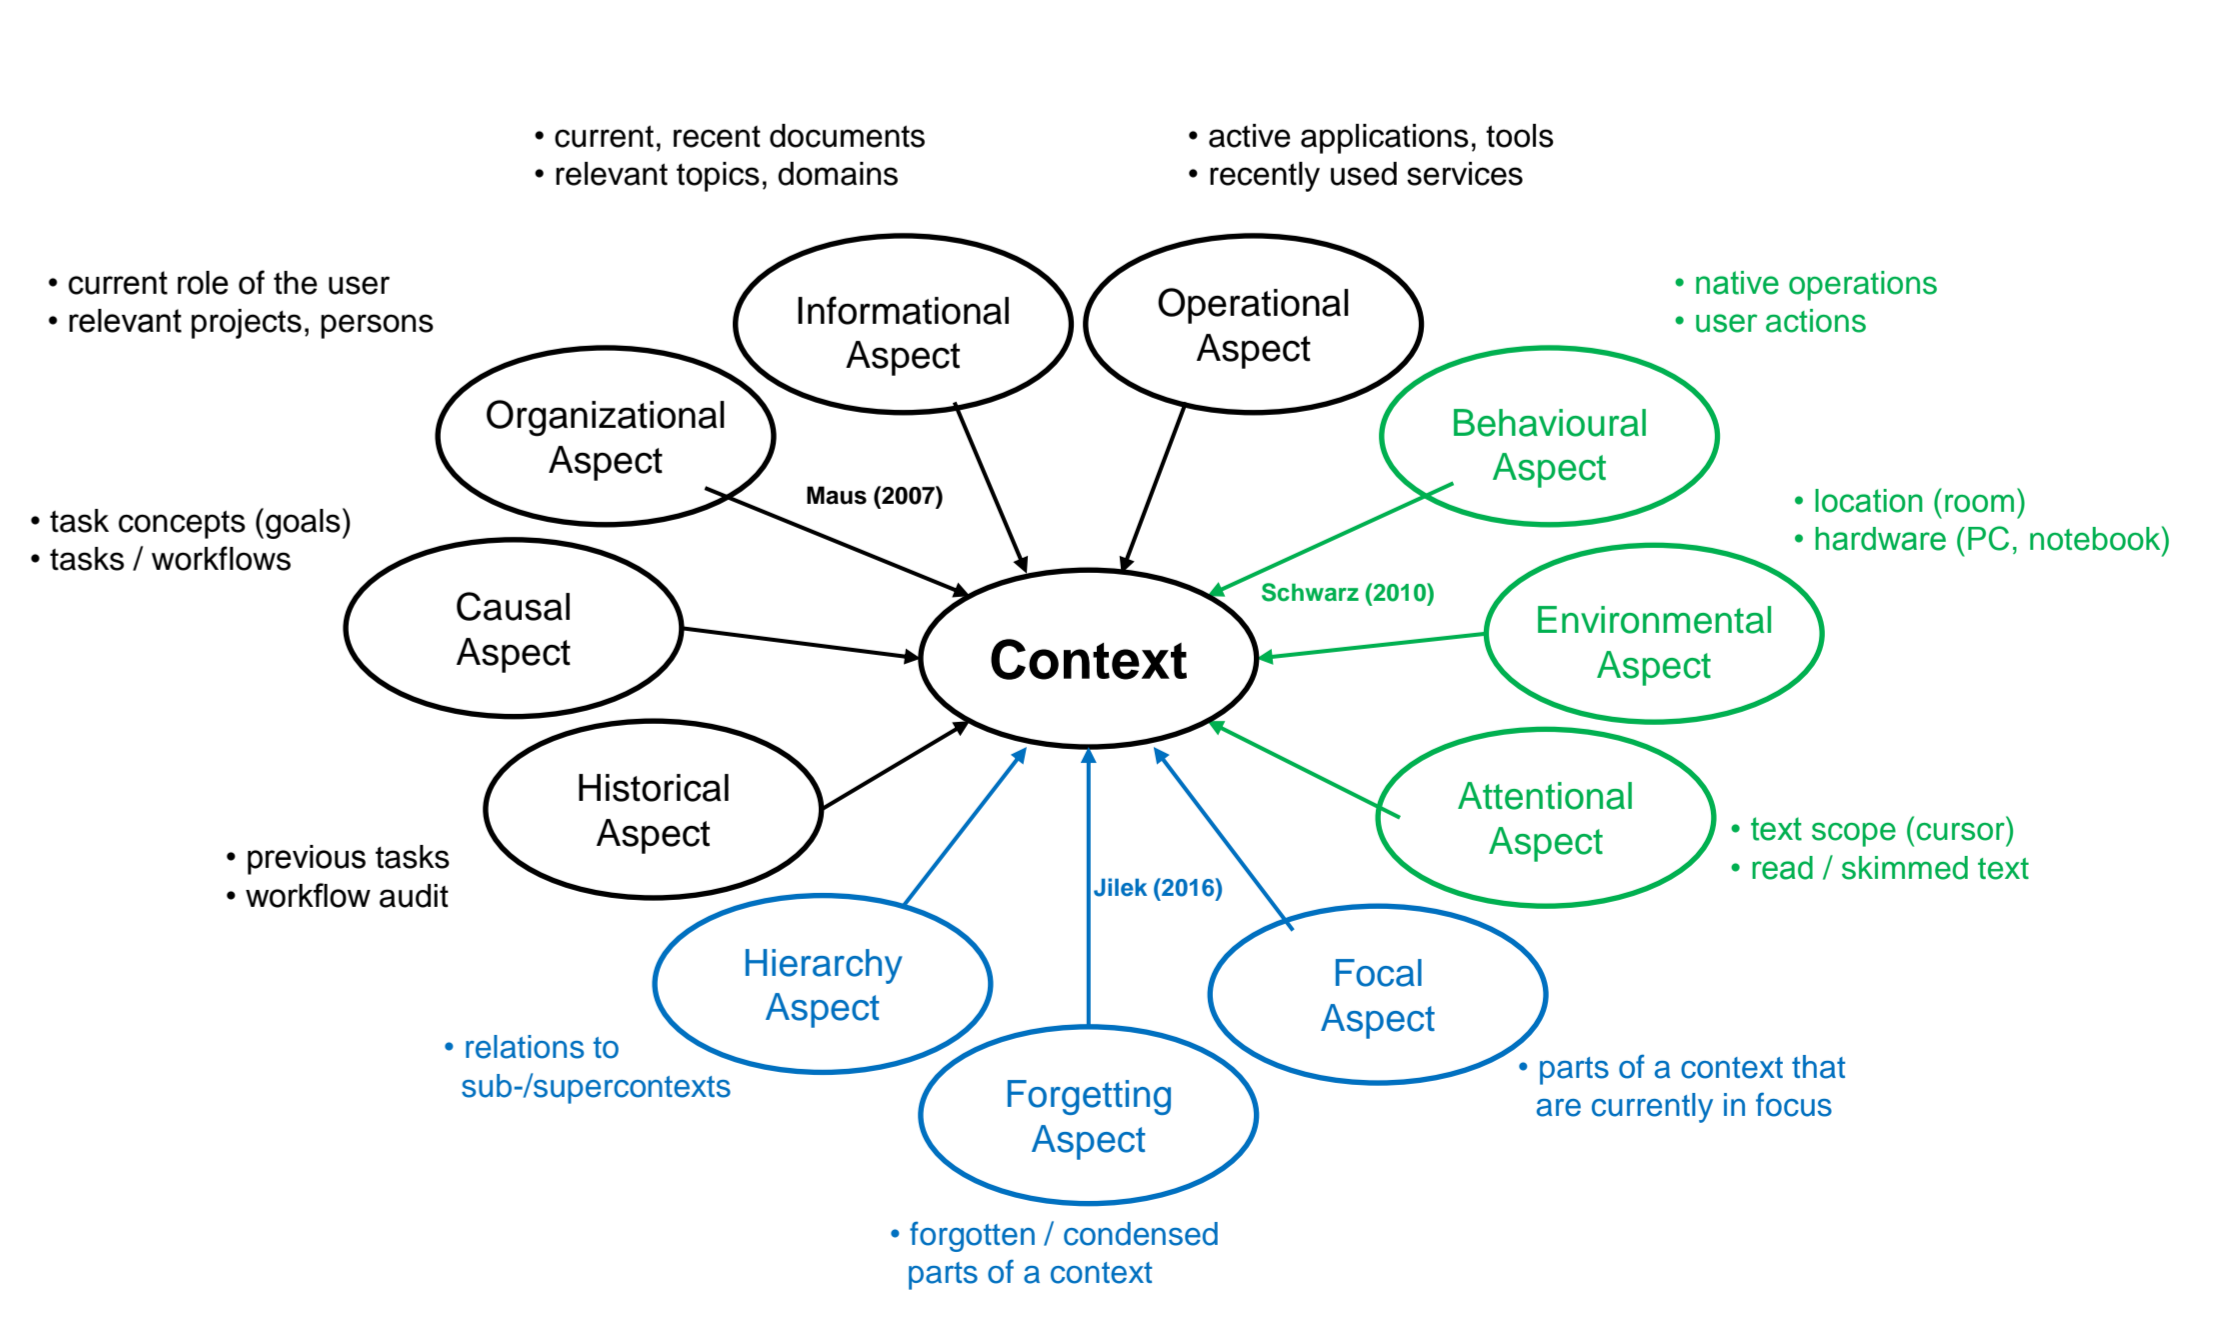 • current, recent documents
• relevant topics, domains
• active applications, tools
• recently used services
• current role of the user
• relevant projects, persons
Informational
Aspect
Operational
Aspect
• native operations
• user actions
Organizational
Aspect
Behavioural
Aspect
Maus (2007)
• task concepts (goals)
• tasks / workflows
• location (room)
• hardware (PC, notebook)
Causal
Aspect
Schwarz (2010)
Environmental
Aspect
Context
Historical
Aspect
Attentional
Aspect
• previous tasks
• workflow audit
• text scope (cursor)
• read / skimmed text
Jilek (2016)
Hierarchy
Aspect
Focal
Aspect
• relations to
sub-/supercontexts
Forgetting
Aspect
• parts of a context that
are currently in focus
• forgotten / condensed
parts of a context